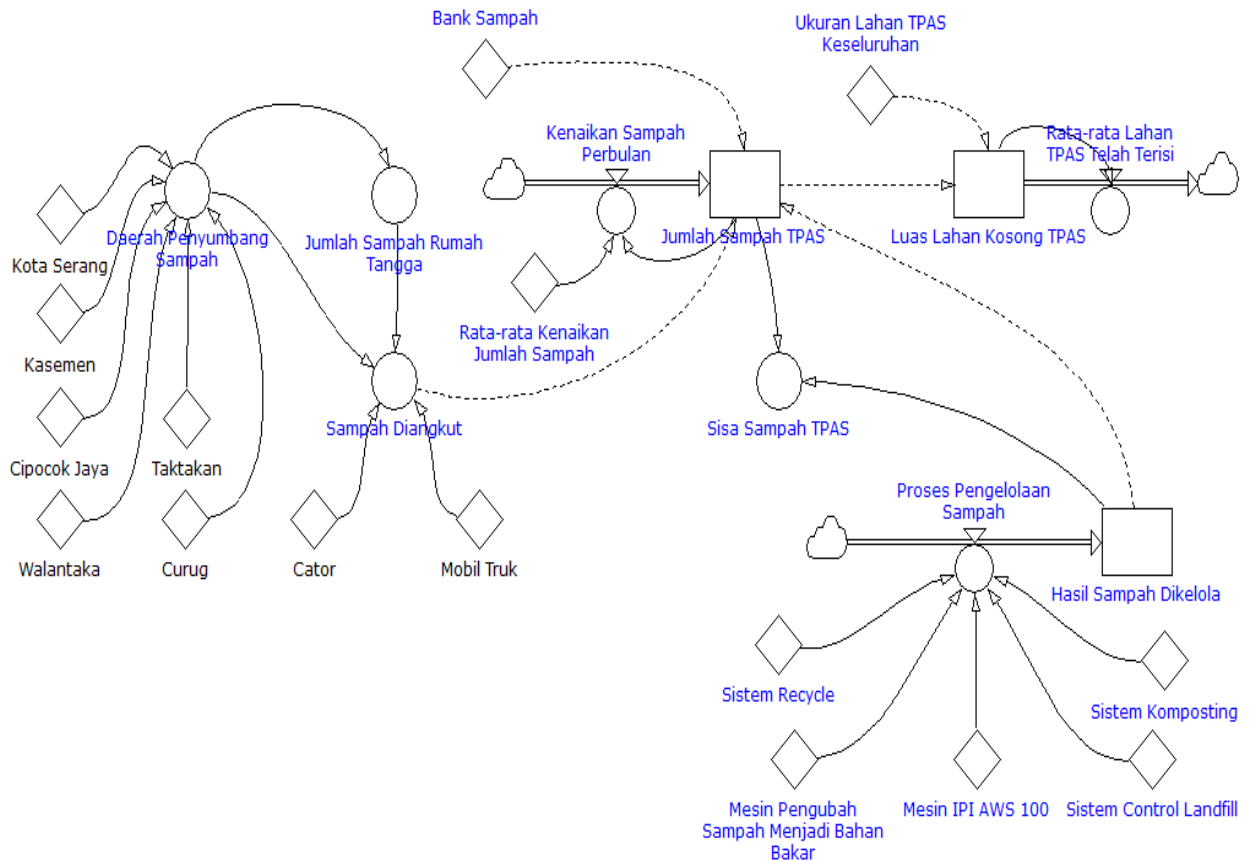 Bank Sampah
Ukuran Lahan TPAS
Keseluruhan
Kenaikan Sampah
Perbulan
Rata-rata Lahan
TPAS Telah Terisi
Daerah Penyumbang
Sampah
Jumlah Sampah Rumah
Tangga
Jumlah Sampah TPAS
Luas Lahan Kosong TPAS
Kota Serang
Rata-rata Kenaikan
Jumlah Sampah
Kasemen
Sampah Diangkut
Sisa Sampah TPAS
Cipocok Jaya
Taktakan
Proses Pengelolaan
Sampah
Walantaka
Curug
Cator
Mobil Truk
Hasil Sampah Dikelola
Sistem Recycle
Sistem Komposting
Mesin Pengubah
Sampah Menjadi Bahan
Bakar
Mesin IPI AWS 100
Sistem Control Landfill